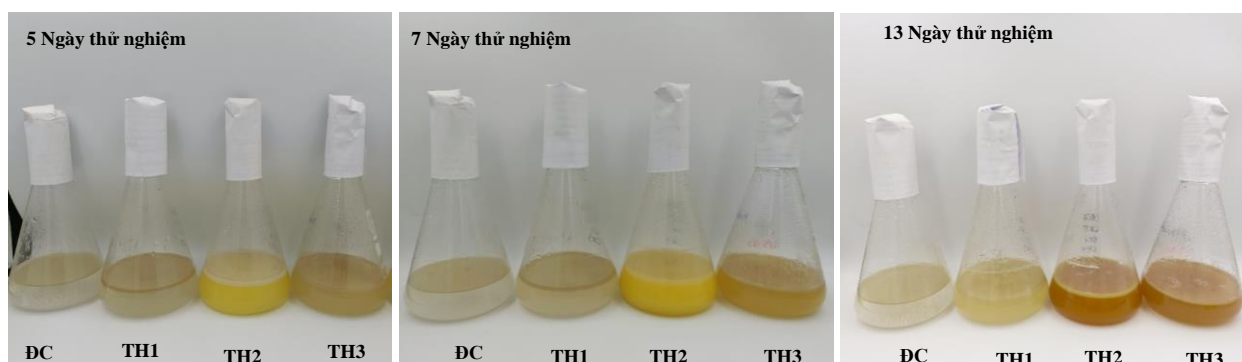 5 Ngày thử nghiệm
7 Ngày thử nghiệm
13 Ngày thử nghiệm
ĐC TH1 TH2 TH3
ĐC TH1 TH2 TH3
ĐC TH1 TH2 TH3